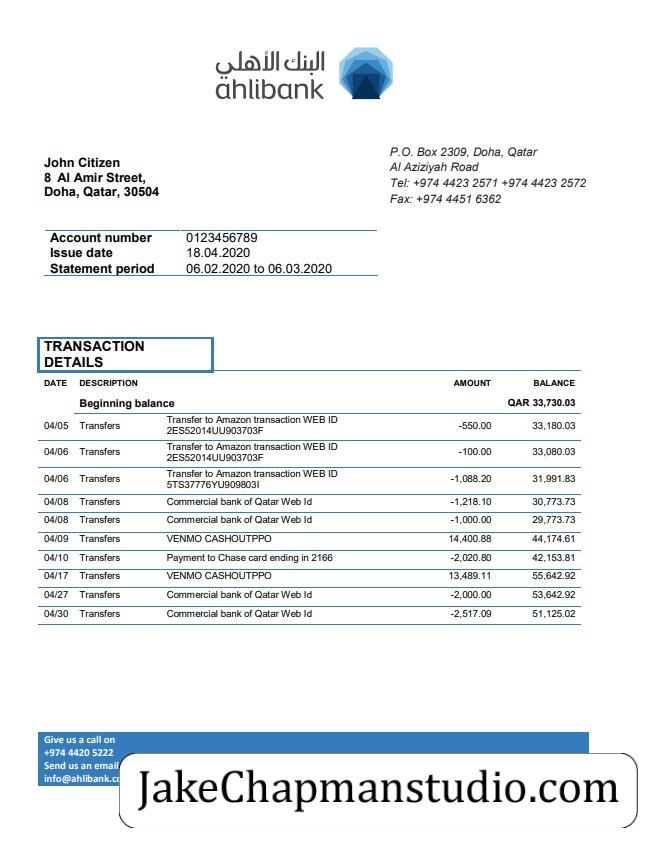 البنك الأهلي
ahlibank
John Citizen
8 Al Amir Street,
Doha, Qatar, 30504
P.O. Box 2309, Doha, Qatar
Al Aziziyah Road
Tel: +974 4423 2571 +974 4423 2572
Fax: +974 4451 6362
Account number 0123456789
Issue date 18.04.2020
Statement period 06.02.2020 to 06.03.2020
TRANSACTION
DETAILS
DATE DESCRIPTION AMOUNT BALANCE
Beginning balance QAR 33,730.03
04/05 Transfers Transfer to Amazon transaction WEB ID
2ES52014UU903703F -550.00 33,180.03
04/06 Transfers Transfer to Amazon transaction WEB ID
2ES52014UU903703F -100.00 33,080.03
04/06 Transfers Transfer to Amazon transaction WEB ID
5TS37776YU909803I -1,088.20 31,991.83
04/08 Transfers Commercial bank of Qatar Web Id -1,218.10 30,773.73
04/08 Transfers Commercial bank of Qatar Web Id -1,000.00 29,773.73
04/09 Transfers VENMO CASHOUTPPO 14,400.88 44,174.61
04/10 Transfers Payment to Chase card ending in 2166 -2,020.80 42,153.81
04/17 Transfers VENMO CASHOUTPPO 13,489.11 55,642.92
04/27 Transfers Commercial bank of Qatar Web Id -2,000.00 53,642.92
04/30 Transfers Commercial bank of Qatar Web Id -2,517.09 51,125.02
Give us a call on
+974 4420 5222
Send us an email
info@ahlibank.co
JakeChapmanstudio.com